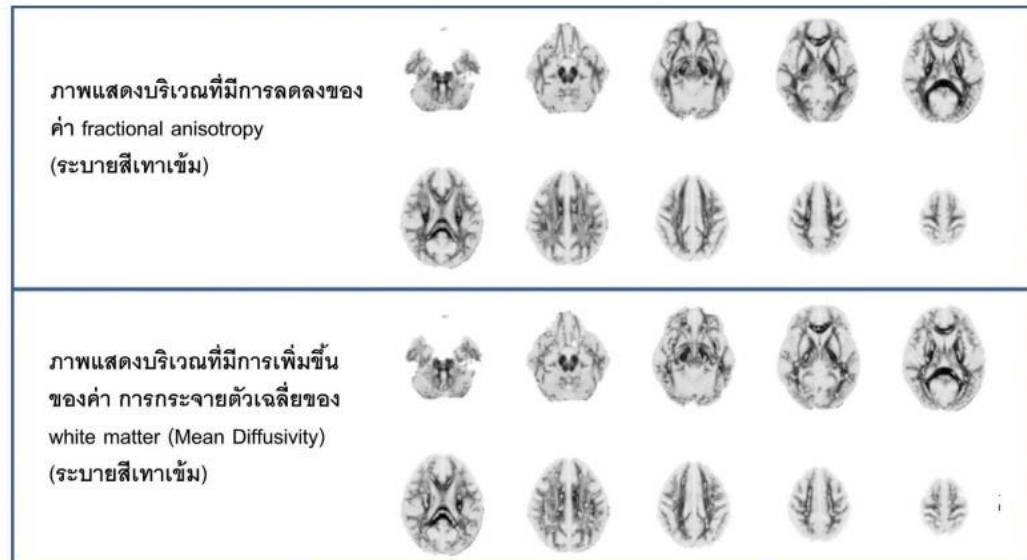 ภาพแสดงบริเวณที่มีการลดลงของ
ค่า fractional anisotropy
(ระบายสีเทาเข้ม)
ภาพแสดงบริเวณที่มีการเพิ่มขึ้น
ของค่า การกระจายตัวเฉลี่ยของ
white matter (Mean Diffusivity)
(ระบายสีเทาเข้ม)